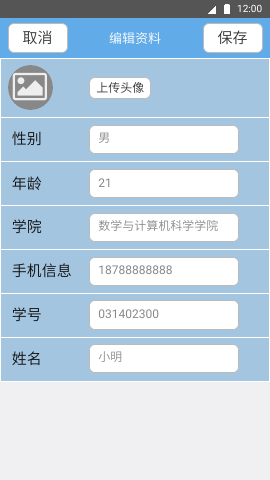 12:00
取消 编辑资料 保存
上传头像
性别 男
年龄 21
学院 数学与计算机科学学院
手机信息 18788888888
学号 031402300
姓名 小明